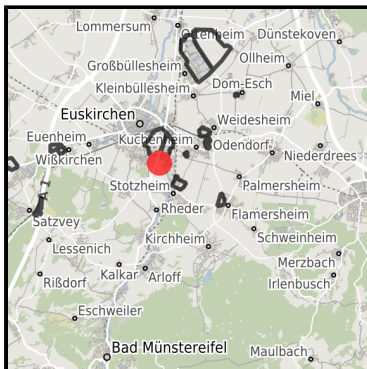 Lommersum
Ottenheim
Dünstekoven
Großbüllesheim
Ollheim
Kleinbüllesheim
Dom-Esch
Miel
Euskirchen
Weidesheim
Euenheim
Kuchenheim
Odendorf
Niederdrees
Wißkirchen
Stotzheim
Palmersheim
Satzvey
Rheder
Flamersheim
Schweinheim
Lessenich
Kirchheim
Merzbach
Kalkar
Arloff
Rißdorf
Irlenbusch
Eschweiler
Bad Münstereifel
Maulbach